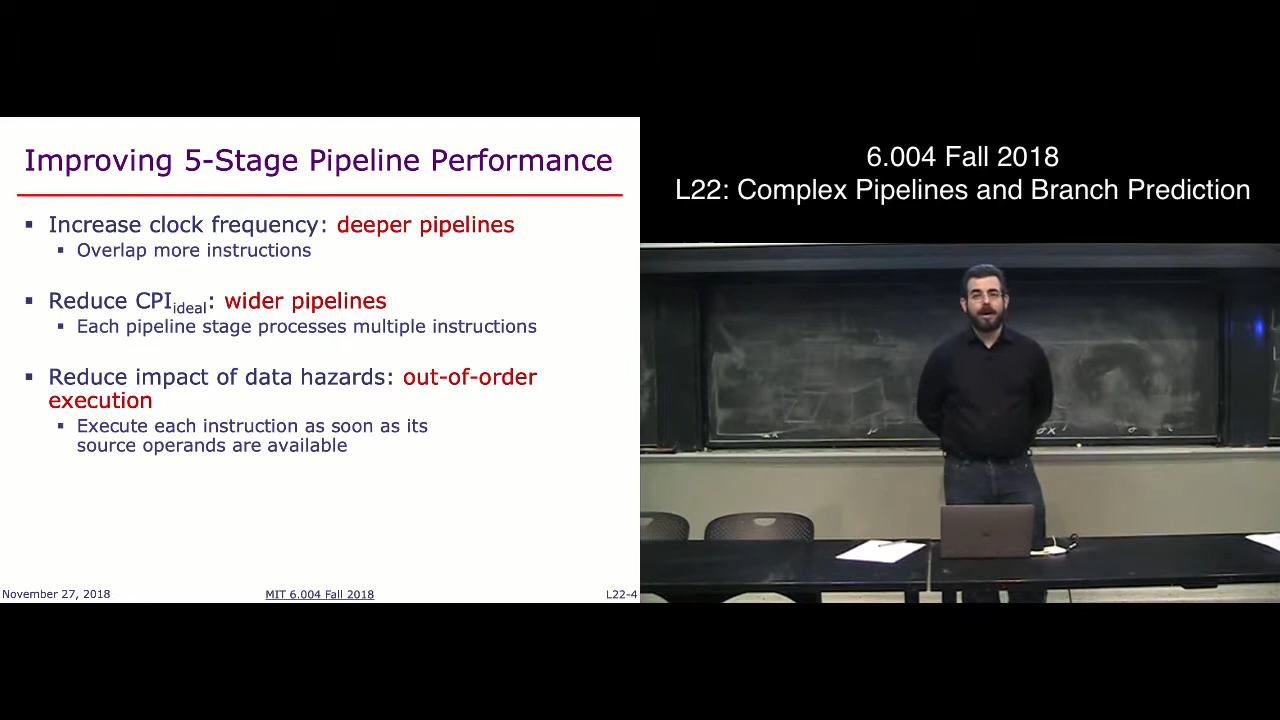 Improving 5-Stage Pipeline Performance
▪ Increase clock frequency: deeper pipelines
▪ Overlap more instructions
▪ Reduce CPIideal: wider pipelines
▪ Each pipeline stage processes multiple instructions
▪ Reduce impact of data hazards: out-of-order
execution
▪ Execute each instruction as soon as its
source operands are available
November 27, 2018
MIT 6.004 Fall 2018
L22-4
6.004 Fall 2018
L22: Complex Pipelines and Branch Prediction